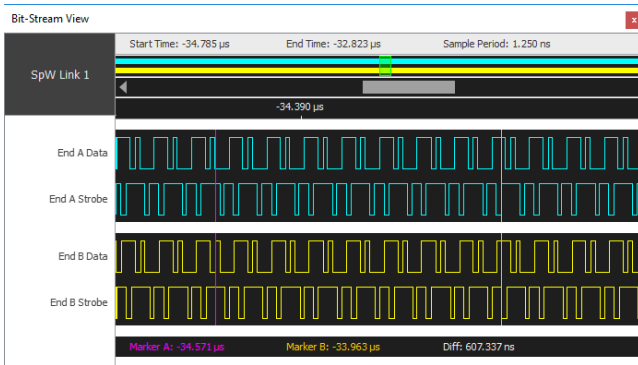 Bit-Stream View x
Start Time: -34.785 µs End Time: -32.823 µs Sample Period: 1.250 ns
SpW Link 1
-34.390 µs
End A Data
End A Strobe
End B Data
End B Strobe
Marker A: -34.571 µs Marker B: -33.963 µs Diff: 607.337 ns